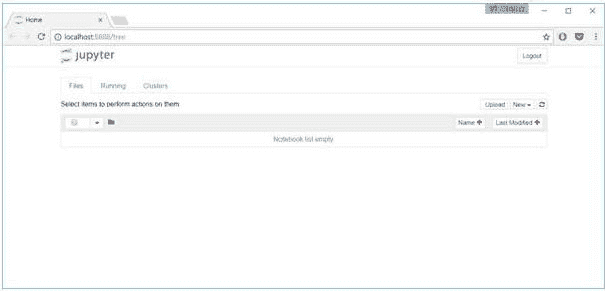 Home
localhost:8888/tree
jupyter
Logout
Files Running Clusters
Select items to perform actions on them.
Upload New
Name Last Modified
Notebook list empty.